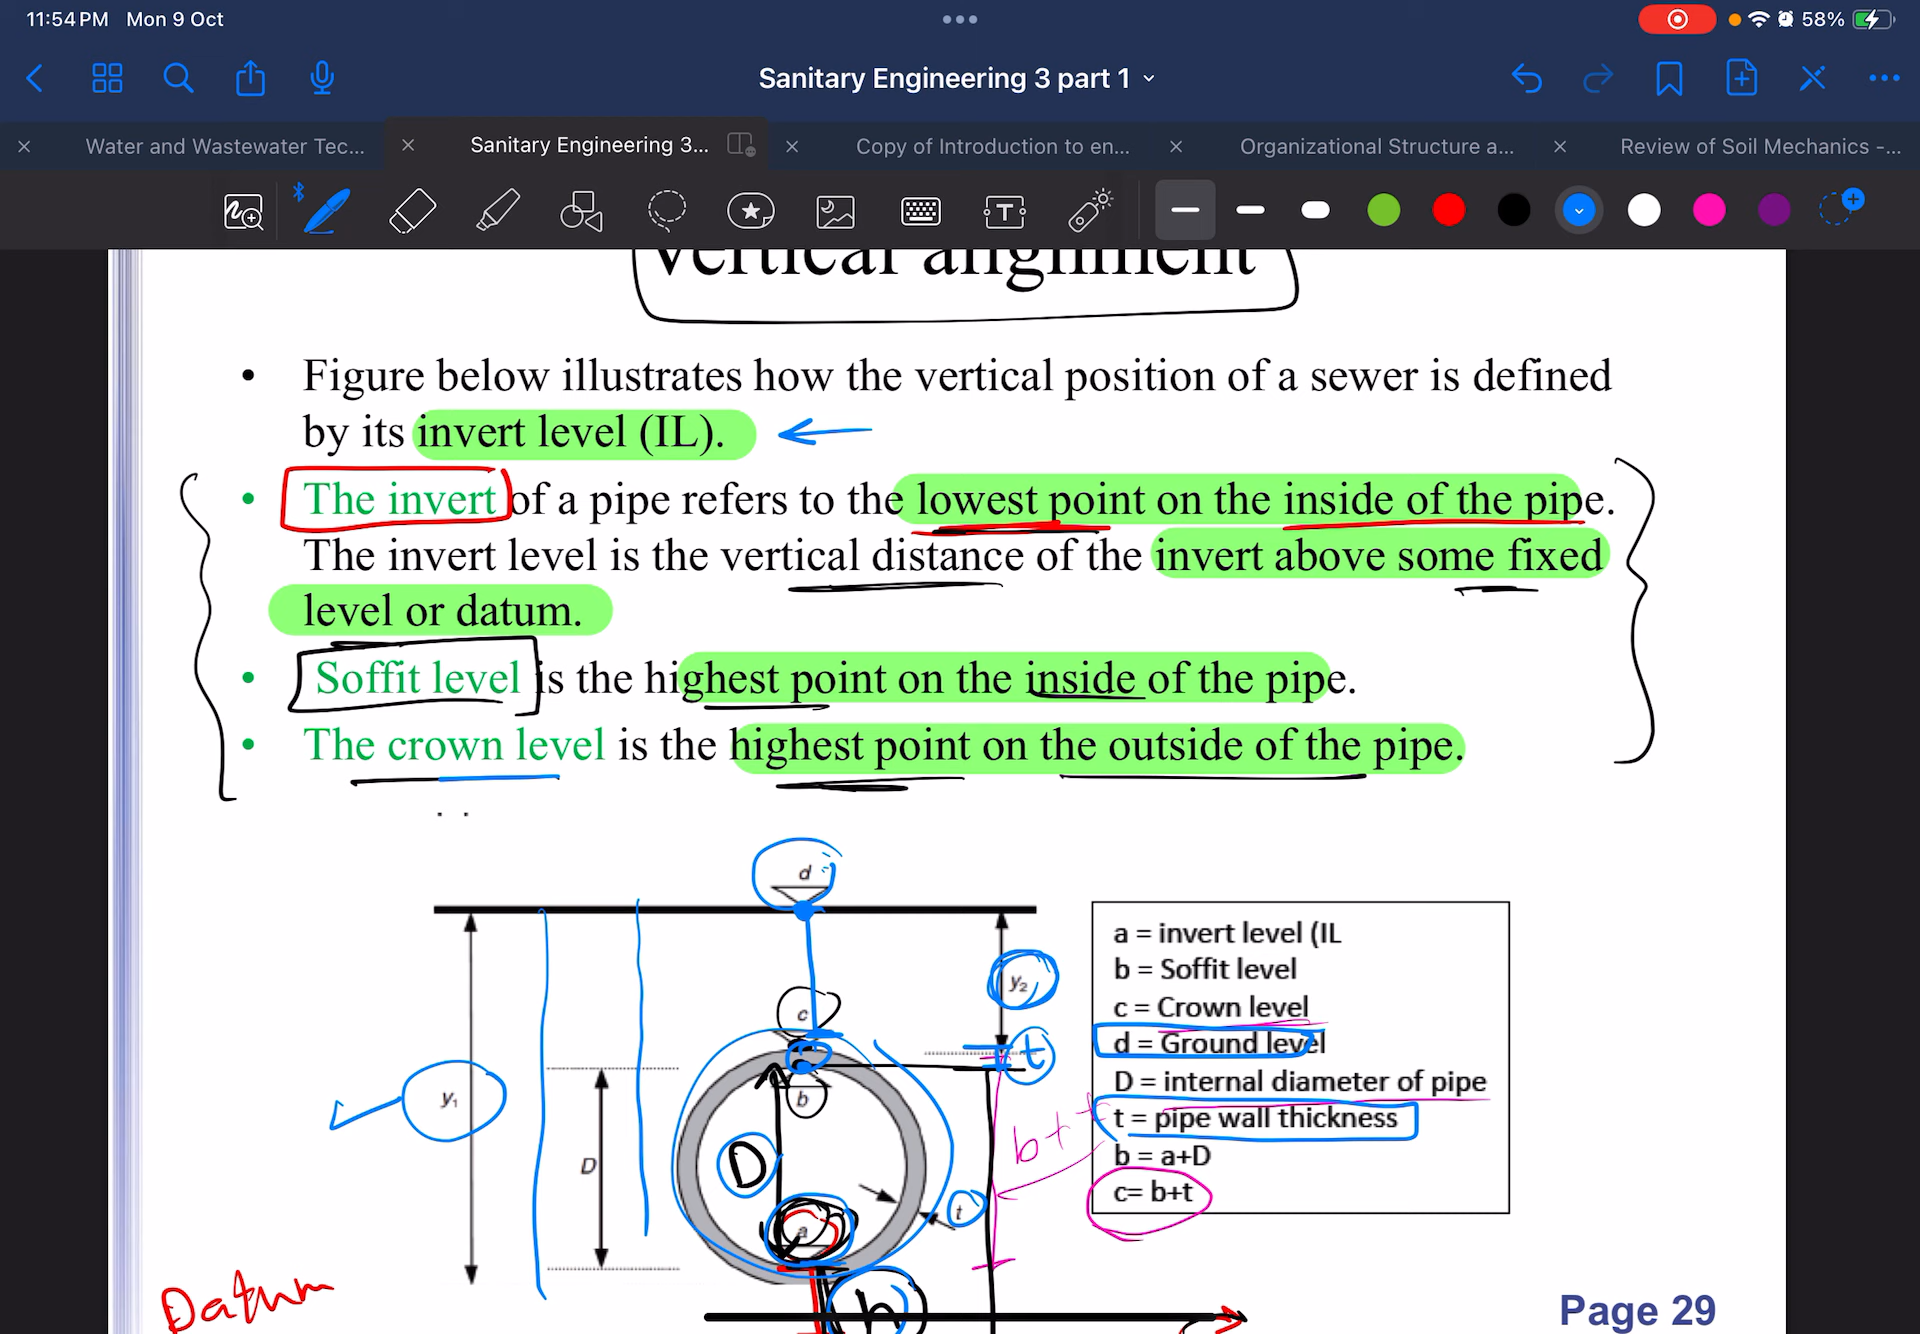 11:54 PM Mon 9 Oct
58%
Sanitary Engineering 3 part 1
Water and Wastewater Tec...
Sanitary Engineering 3...
Copy of Introduction to en...
Organizational Structure a...
Review of Soil Mechanics -...
Vertical alignment
• Figure below illustrates how the vertical position of a sewer is defined
by its invert level (IL).
• The invert of a pipe refers to the lowest point on the inside of the pipe.
The invert level is the vertical distance of the invert above some fixed
level or datum.
• Soffit level is the highest point on the inside of the pipe.
• The crown level is the highest point on the outside of the pipe.
d
y₂
c
t
b
y₁
D
D
a
t
h
b+t
a = invert level (IL
b = Soffit level
c = Crown level
d = Ground level
D = internal diameter of pipe
t = pipe wall thickness
b = a+D
c= b+t
Datum
Page 29